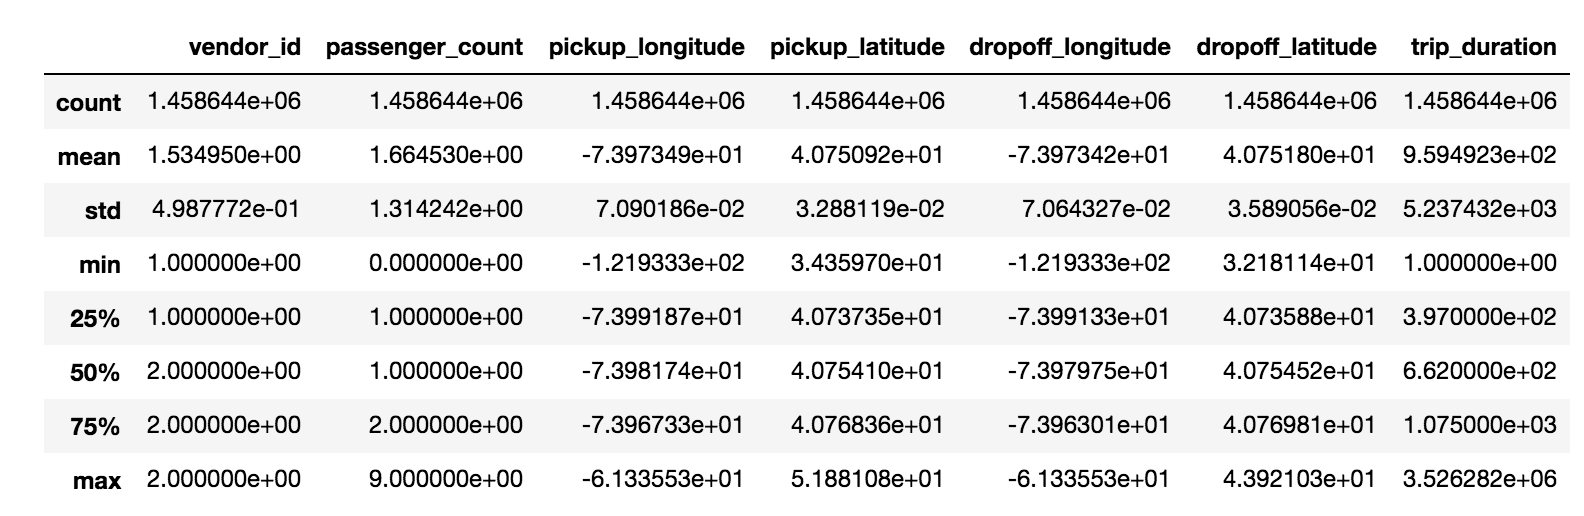 vendor_id passenger_count pickup_longitude pickup_latitude dropoff_longitude dropoff_latitude trip_duration
count 1.458644e+06 1.458644e+06 1.458644e+06 1.458644e+06 1.458644e+06 1.458644e+06 1.458644e+06
mean 1.534950e+00 1.664530e+00 -7.397349e+01 4.075092e+01 -7.397342e+01 4.075180e+01 9.594923e+02
std 4.987772e-01 1.314242e+00 7.090186e-02 3.288119e-02 7.064327e-02 3.589056e-02 5.237432e+03
min 1.000000e+00 0.000000e+00 -1.219333e+02 3.435970e+01 -1.219333e+02 3.218114e+01 1.000000e+00
25% 1.000000e+00 1.000000e+00 -7.399187e+01 4.073735e+01 -7.399133e+01 4.073588e+01 3.970000e+02
50% 2.000000e+00 1.000000e+00 -7.398174e+01 4.075410e+01 -7.397975e+01 4.075452e+01 6.620000e+02
75% 2.000000e+00 2.000000e+00 -7.396733e+01 4.076836e+01 -7.396301e+01 4.076981e+01 1.075000e+03
max 2.000000e+00 9.000000e+00 -6.133553e+01 5.188108e+01 -6.133553e+01 4.392103e+01 3.526282e+06